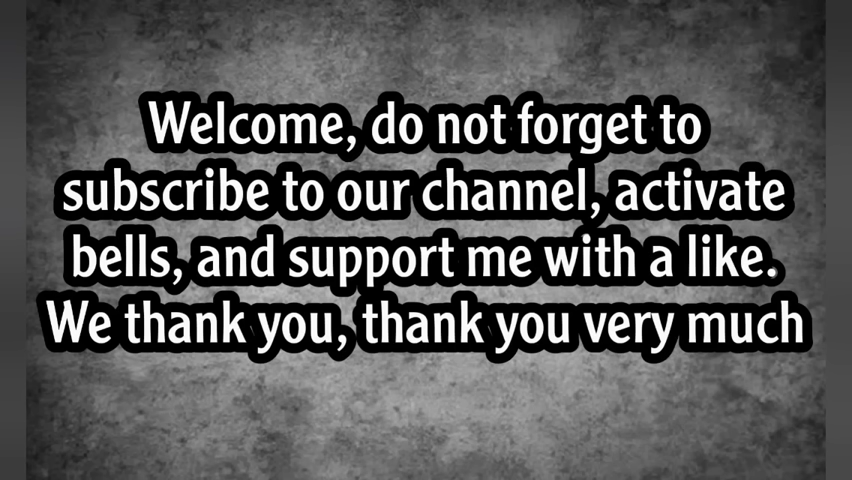 Welcome, do not forget to
subscribe to our channel, activate
bells, and support me with a like.
We thank you, thank you very much